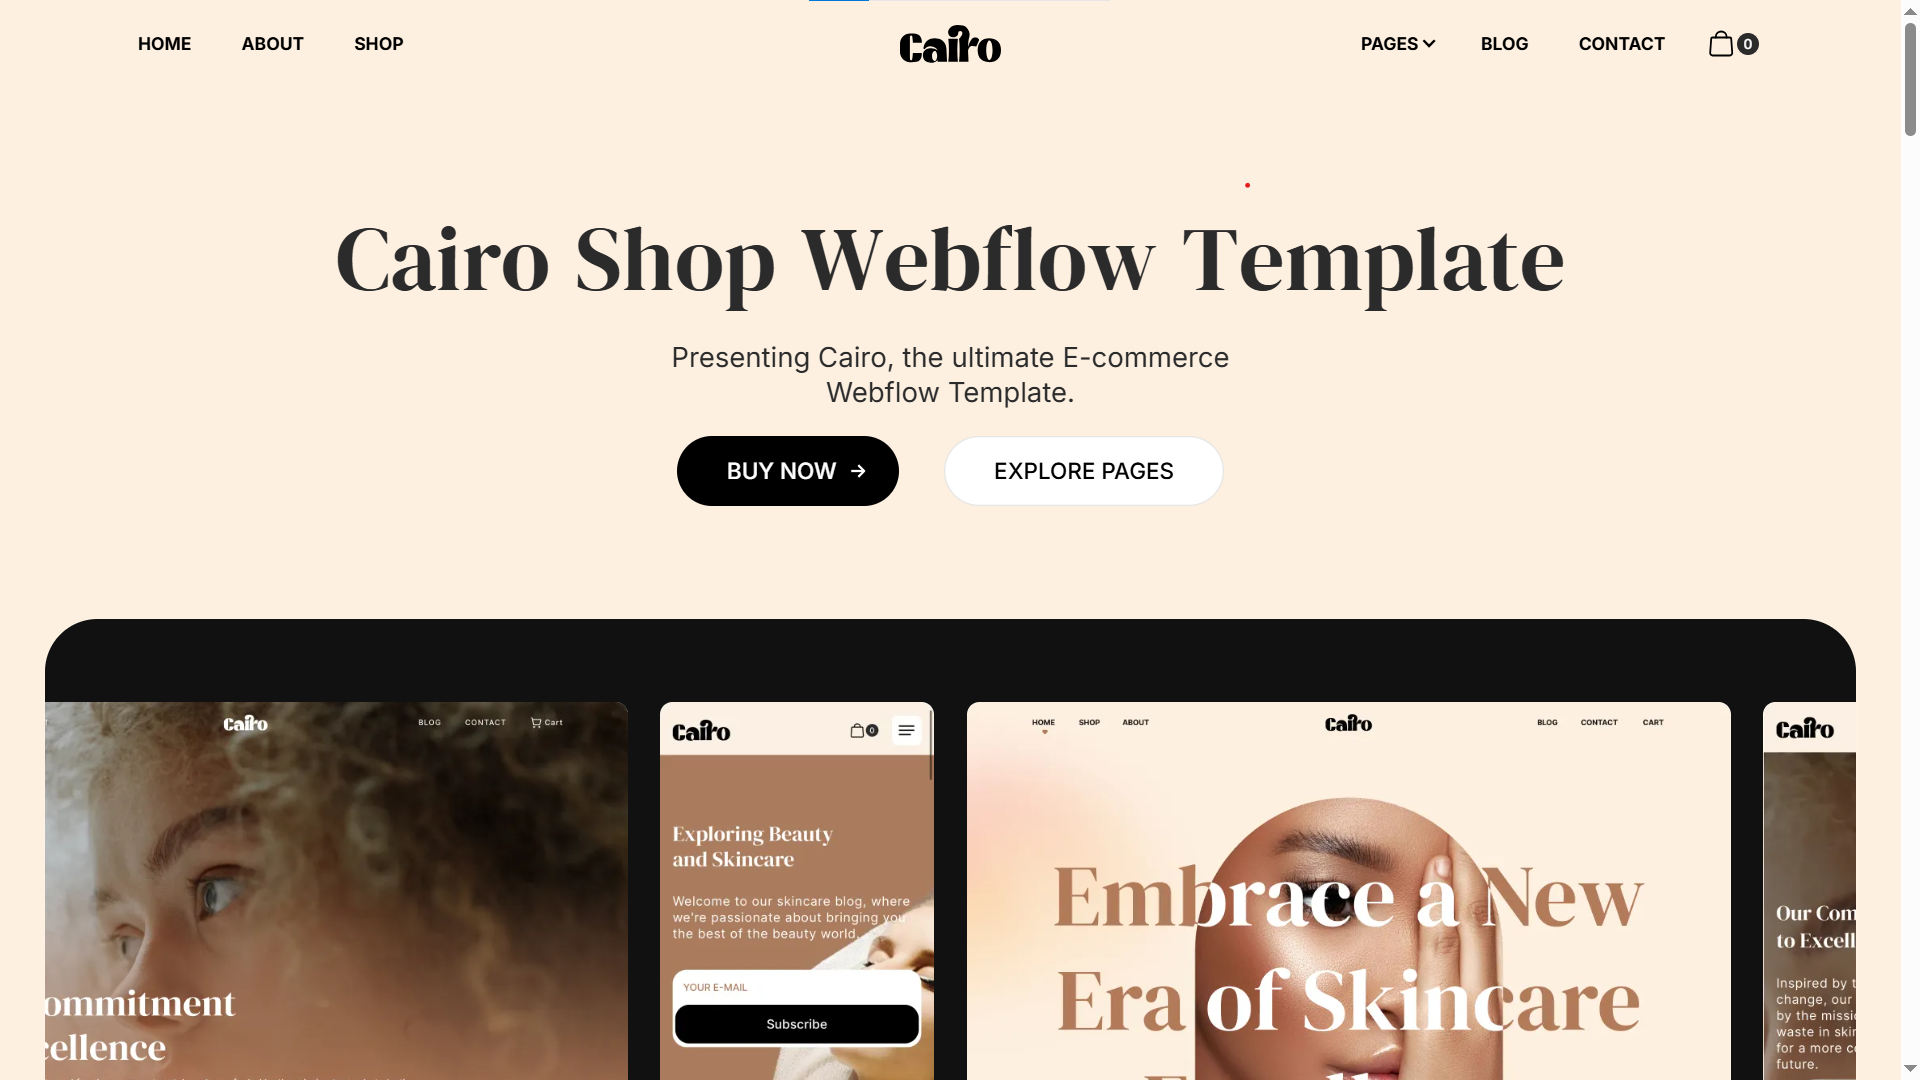 HOME ABOUT SHOP Cairo PAGES BLOG CONTACT 0
Cairo Shop Webflow Template
Presenting Cairo, the ultimate E-commerce
Webflow Template.
BUY NOW → EXPLORE PAGES
Cairo BLOG CONTACT Cart
ommitment
cellence
Cairo 0
Exploring Beauty
and Skincare
Welcome to our skincare blog, where
we're passionate about bringing you
the best of the beauty world.
YOUR E-MAIL
Subscribe
HOME SHOP ABOUT Cairo BLOG CONTACT CART
Embrace a New
Era of Skincare
Cairo
Our Com
to Excell
Inspired by t
change, our
by the missi
waste in skin
for a more co
future.